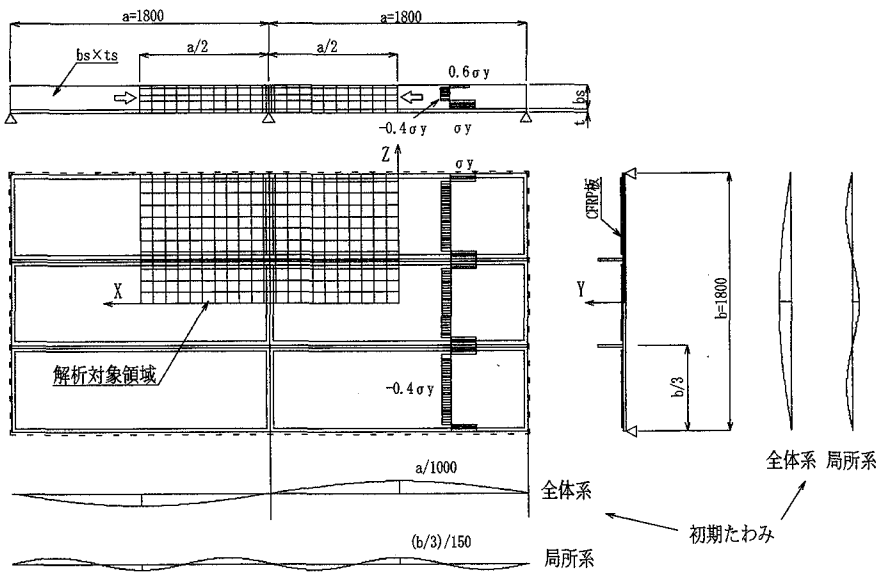 a=1800
a=1800
a/2
a/2
bs×ts
0.6σy
-0.4σy
σy
bs
t
Z
σy
CFRP板
X
Y
b=1800
解析対象領域
-0.4σy
b/3
a/1000
全体系
全体系
局所系
初期たわみ
(b/3)/150
局所系